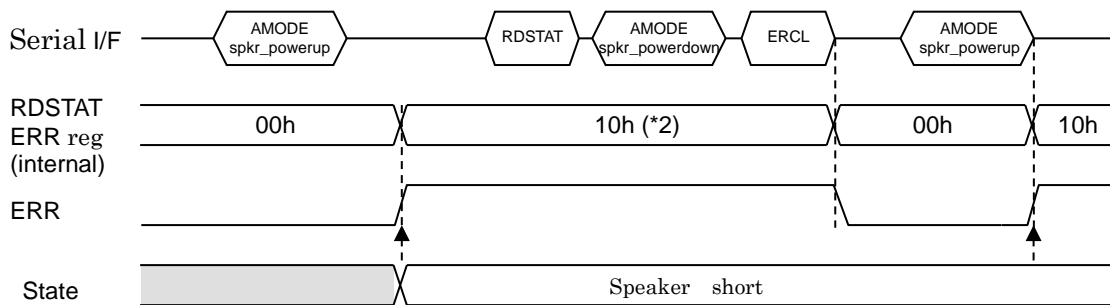 Serial I/F
AMODE
spkr_powerup
RDSTAT
AMODE
spkr_powerdown
ERCL
AMODE
spkr_powerup
RDSTAT
ERR reg
(internal)
00h
10h (*2)
00h
10h
ERR
State
Speaker short